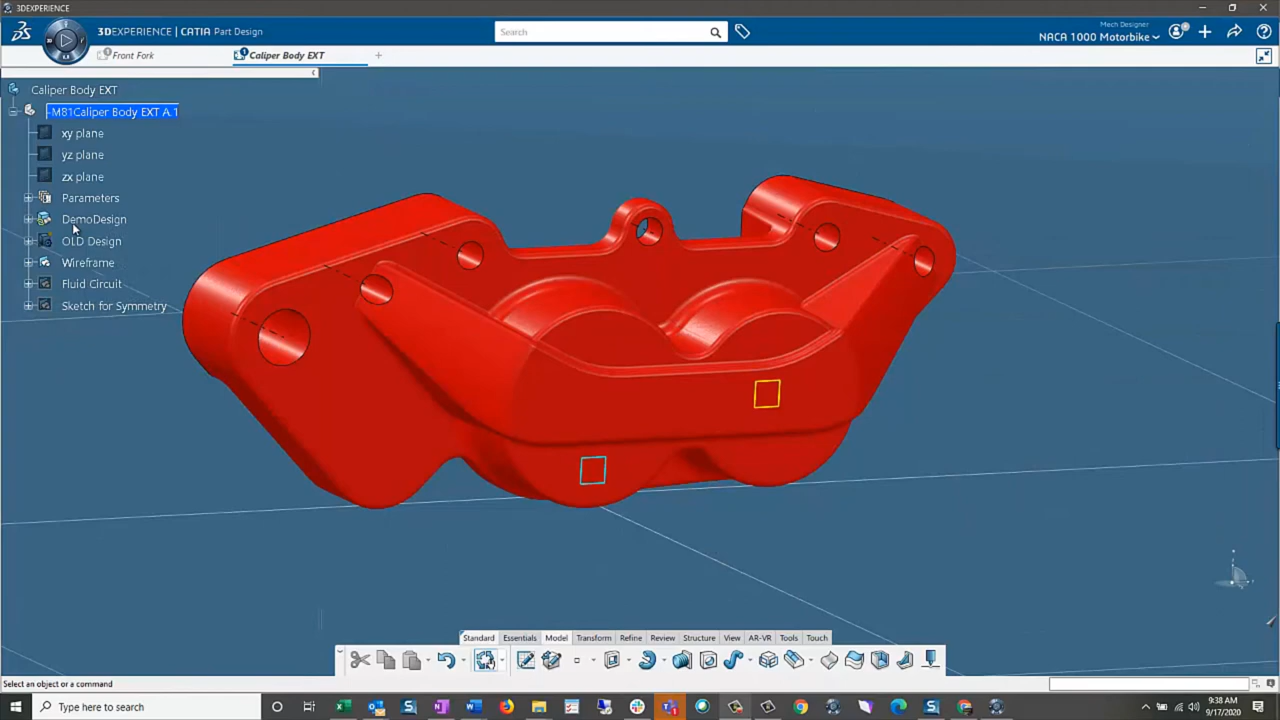 3DEXPERIENCE
3DEXPERIENCE | CATIA Part Design
Search
Mech Designer
NACA 1000 Motorbike
Front Fork
Caliper Body EXT
Caliper Body EXT
-M81Caliper Body EXT A.1
xy plane
yz plane
zx plane
Parameters
DemoDesign
OLD Design
Wireframe
Fluid Circuit
Sketch for Symmetry
Standard Essentials Model Transform Refine Review Structure View AR-VR Tools Touch
Select an object or a command
Type here to search
9:38 AM
9/17/2020